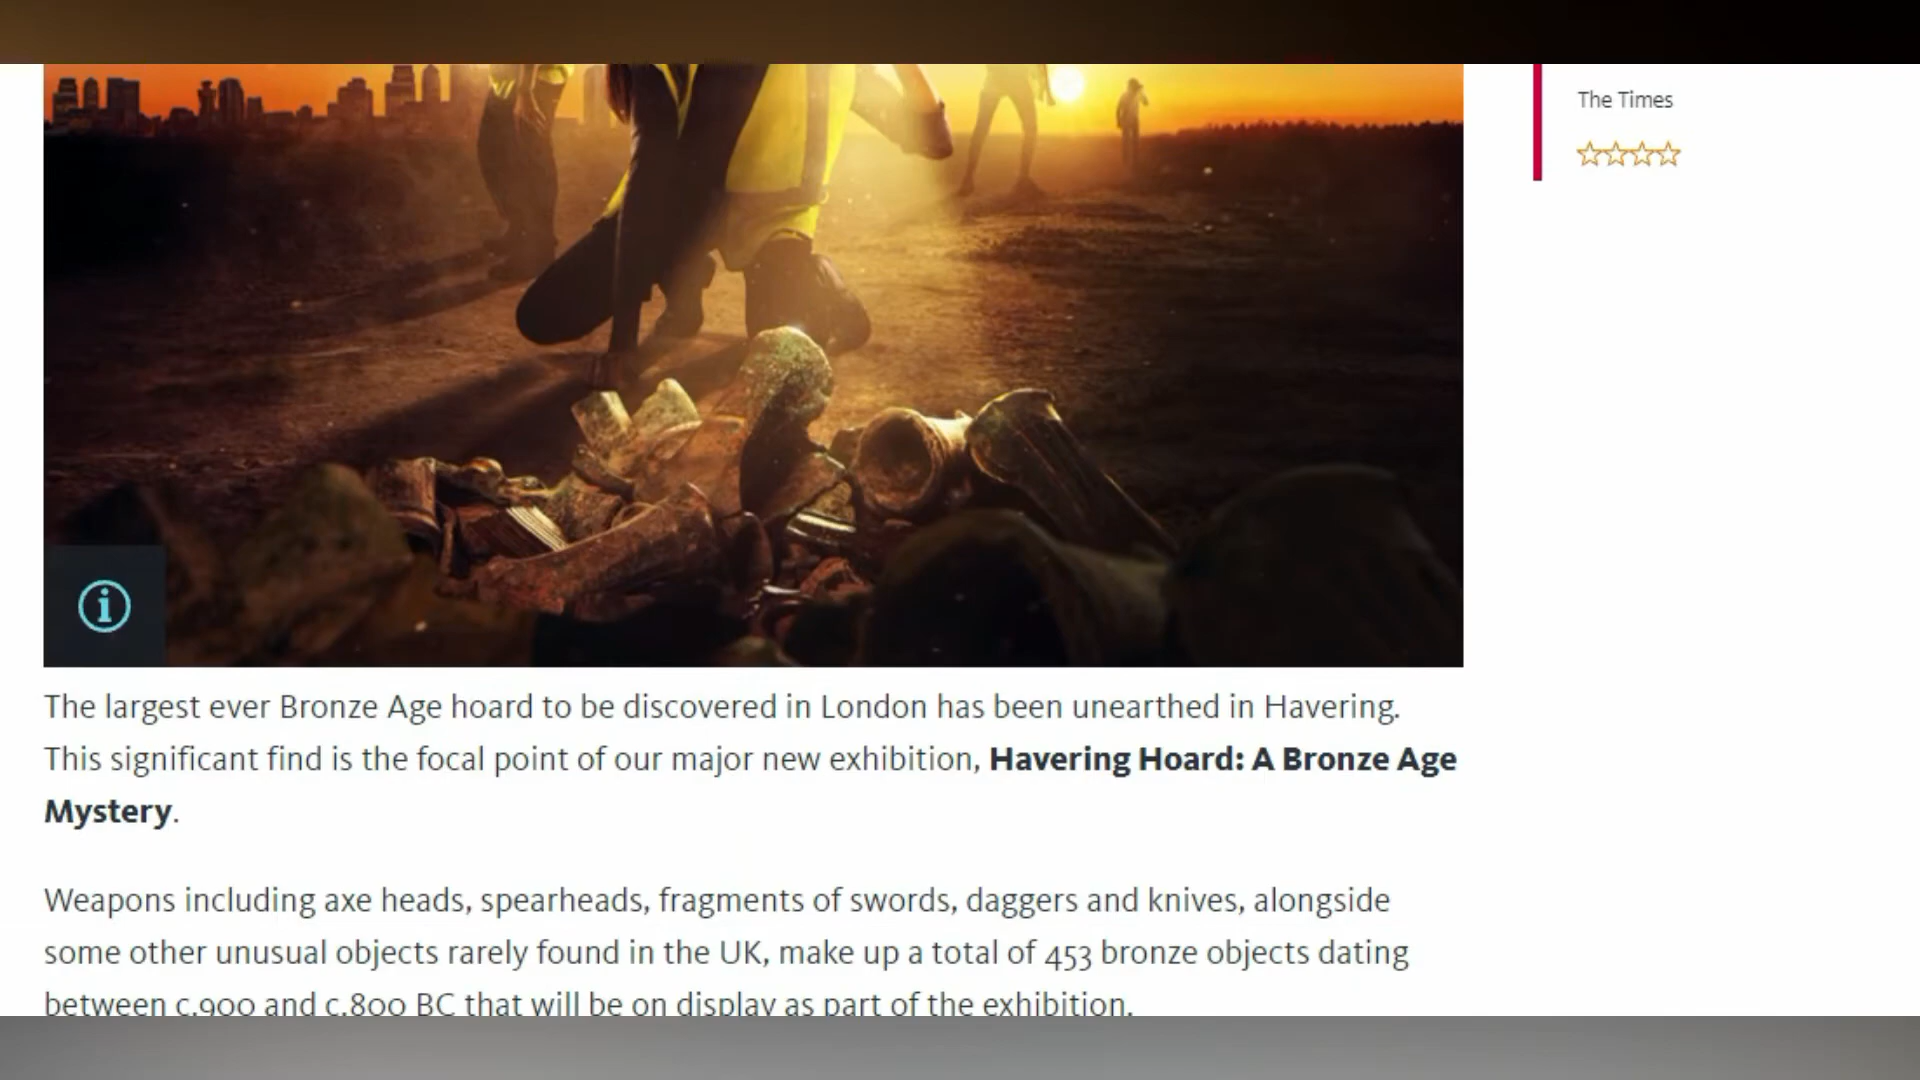 The Times
The largest ever Bronze Age hoard to be discovered in London has been unearthed in Havering.
This significant find is the focal point of our major new exhibition, Havering Hoard: A Bronze Age
Mystery.
Weapons including axe heads, spearheads, fragments of swords, daggers and knives, alongside
some other unusual objects rarely found in the UK, make up a total of 453 bronze objects dating
between c.900 and c.800 BC that will be on display as part of the exhibition.